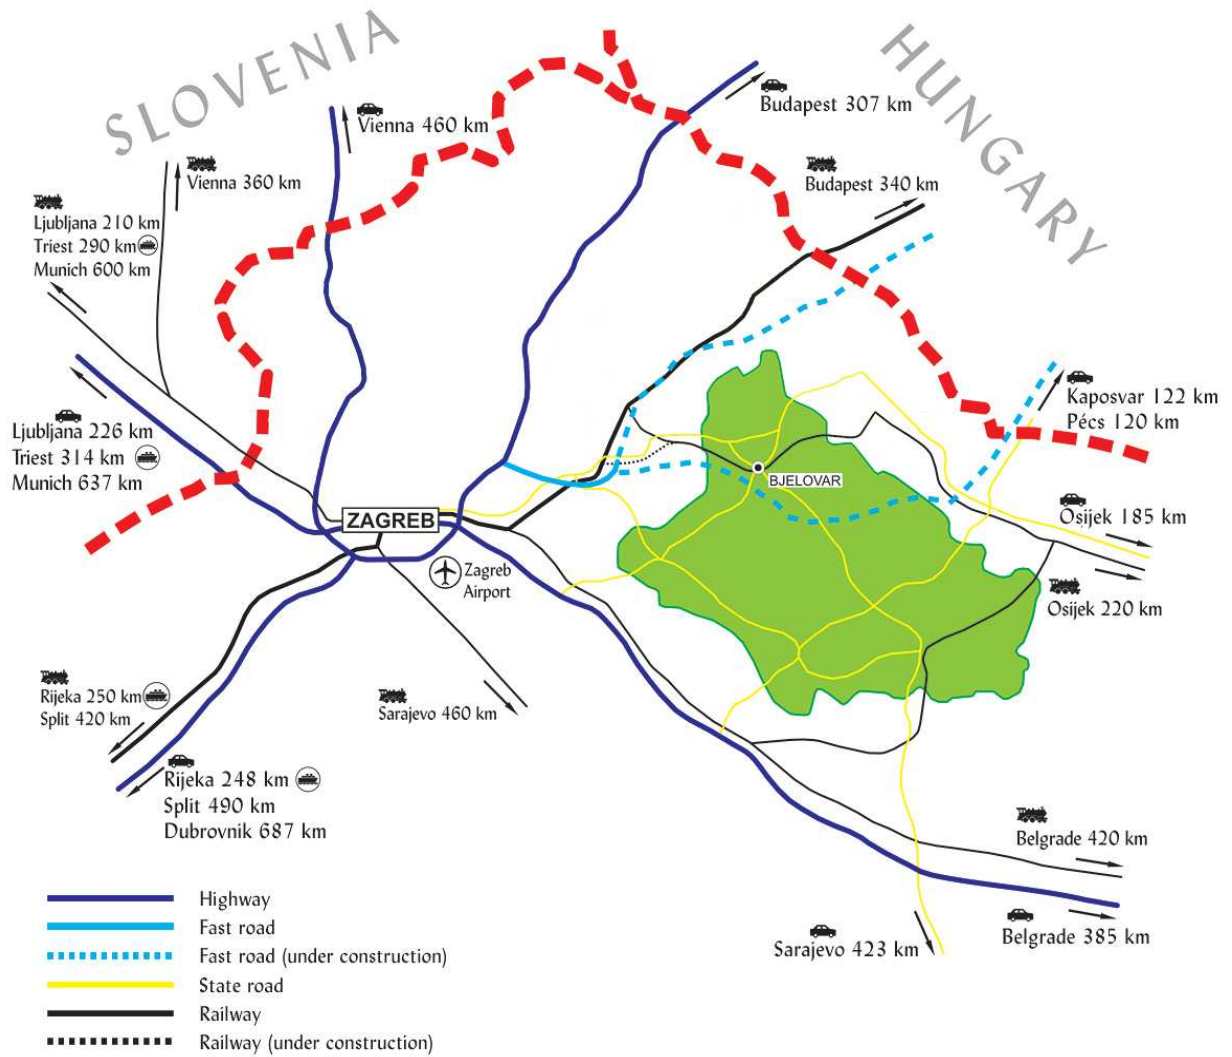 SLOVENIA
HUNGARY
Budapest 307 km
Vienna 460 km
Vienna 360 km
Budapest 340 km
Ljubljana 210 km
Triest 290 km
Munich 600 km
Kaposvar 122 km
Pécs 120 km
Ljubljana 226 km
Triest 314 km
Munich 637 km
BJELOVAR
ZAGREB
Osijek 185 km
Zagreb
Airport
Osijek 220 km
Rijeka 250 km
Split 420 km
Sarajevo 460 km
Rijeka 248 km
Split 490 km
Dubrovnik 687 km
Belgrade 420 km
Sarajevo 423 km
Belgrade 385 km
Highway
Fast road
Fast road (under construction)
State road
Railway
Railway (under construction)